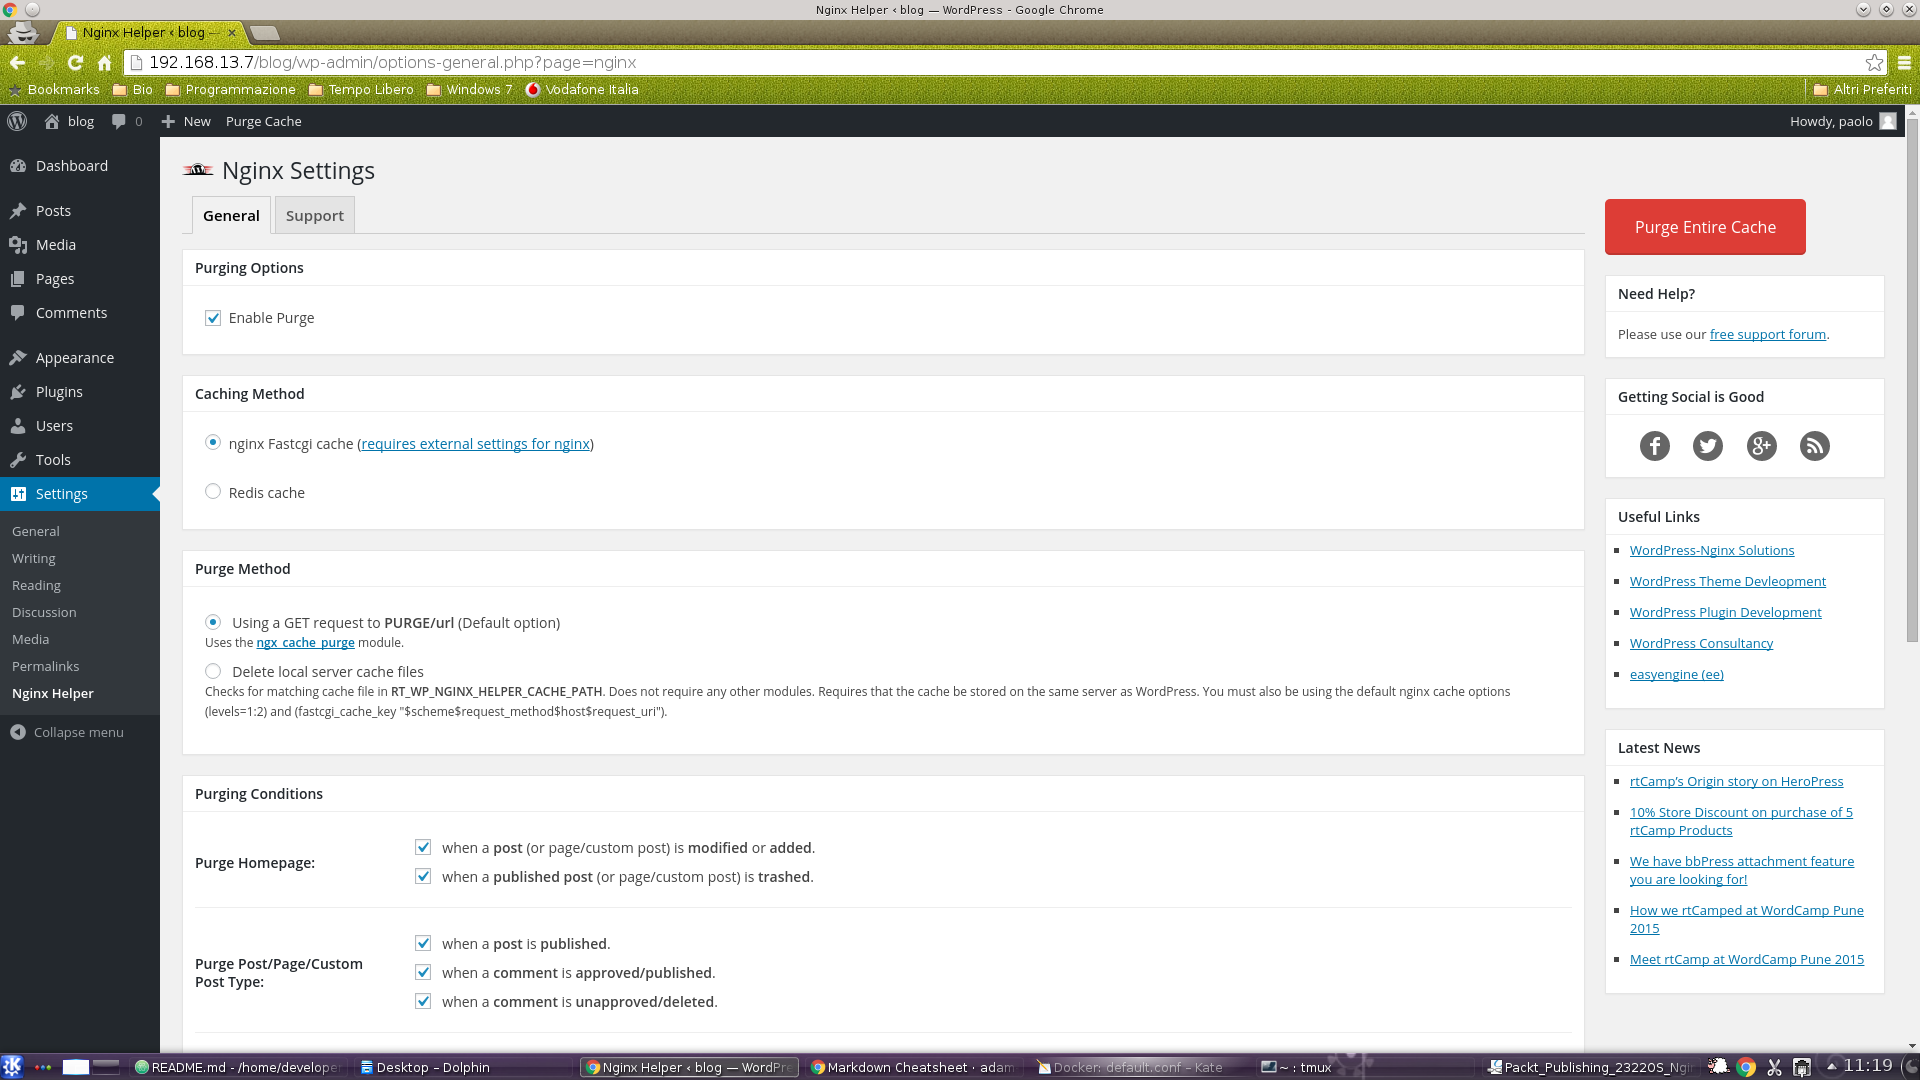 Nginx Helper ‹ blog — WordPress - Google Chrome
Nginx Helper ‹ blog —
192.168.13.7/blog/wp-admin/options-general.php?page=nginx
Bookmarks Bio Programmazione Tempo Libero Windows 7 Vodafone Italia Altri Preferiti
blog 0 New Purge Cache Howdy, paolo
Dashboard
Posts
Media
Pages
Comments
Appearance
Plugins
Users
Tools
Settings
General
Writing
Reading
Discussion
Media
Permalinks
Nginx Helper
Collapse menu
Nginx Settings
General Support
Purging Options
Enable Purge
Caching Method
nginx Fastcgi cache (requires external settings for nginx)
Redis cache
Purge Method
Using a GET request to PURGE/url (Default option)
Uses the ngx_cache_purge module.
Delete local server cache files
Checks for matching cache file in RT_WP_NGINX_HELPER_CACHE_PATH. Does not require any other modules. Requires that the cache be stored on the same server as WordPress. You must also be using the default nginx cache options
(levels=1:2) and (fastcgi_cache_key "$scheme$request_method$host$request_uri").
Purging Conditions
Purge Homepage:
when a post (or page/custom post) is modified or added.
when a published post (or page/custom post) is trashed.
Purge Post/Page/Custom
Post Type:
when a post is published.
when a comment is approved/published.
when a comment is unapproved/deleted.
Purge Entire Cache
Need Help?
Please use our free support forum.
Getting Social is Good
Useful Links
WordPress-Nginx Solutions
WordPress Theme Devleopment
WordPress Plugin Development
WordPress Consultancy
easyengine (ee)
Latest News
rtCamp's Origin story on HeroPress
10% Store Discount on purchase of 5
rtCamp Products
We have bbPress attachment feature
you are looking for!
How we rtCamped at WordCamp Pune
2015
Meet rtCamp at WordCamp Pune 2015
README.md - /home/develope Desktop – Dolphin Nginx Helper ‹ blog — WordPr Markdown Cheatsheet · adam Docker: default.conf – Kate ~ : tmux Packt_Publishing_2322OS_Ngi 11:19